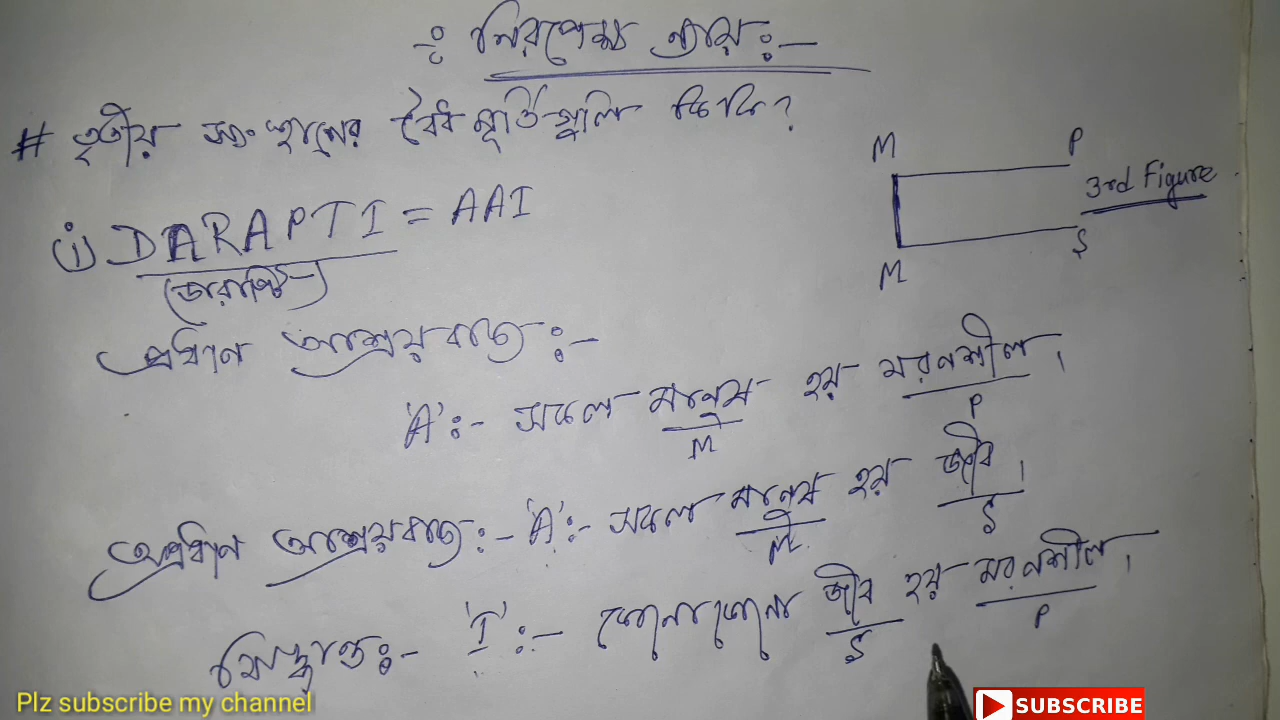 -ঃ নিরপেক্ষ ন্যায়ঃ-
# তৃতীয় সংস্থানের বৈধ মূর্তিগুলি কি কি?
M P
3rd Figure
M S
(i) DARAPTI = AAI
(ডারাপ্টি)
প্রধান আশ্রয়বাক্যঃ-
'A' ঃ- সকল মানুষ হয় মরণশীল।
M P
অপ্রধান আশ্রয়বাক্যঃ- 'A' ঃ- সকল মানুষ হয় জীব।
M S
সিদ্ধান্তঃ- 'I' ঃ- কোনো কোনো জীব হয় মরণশীল।
S P
Plz subscribe my channel
SUBSCRIBE